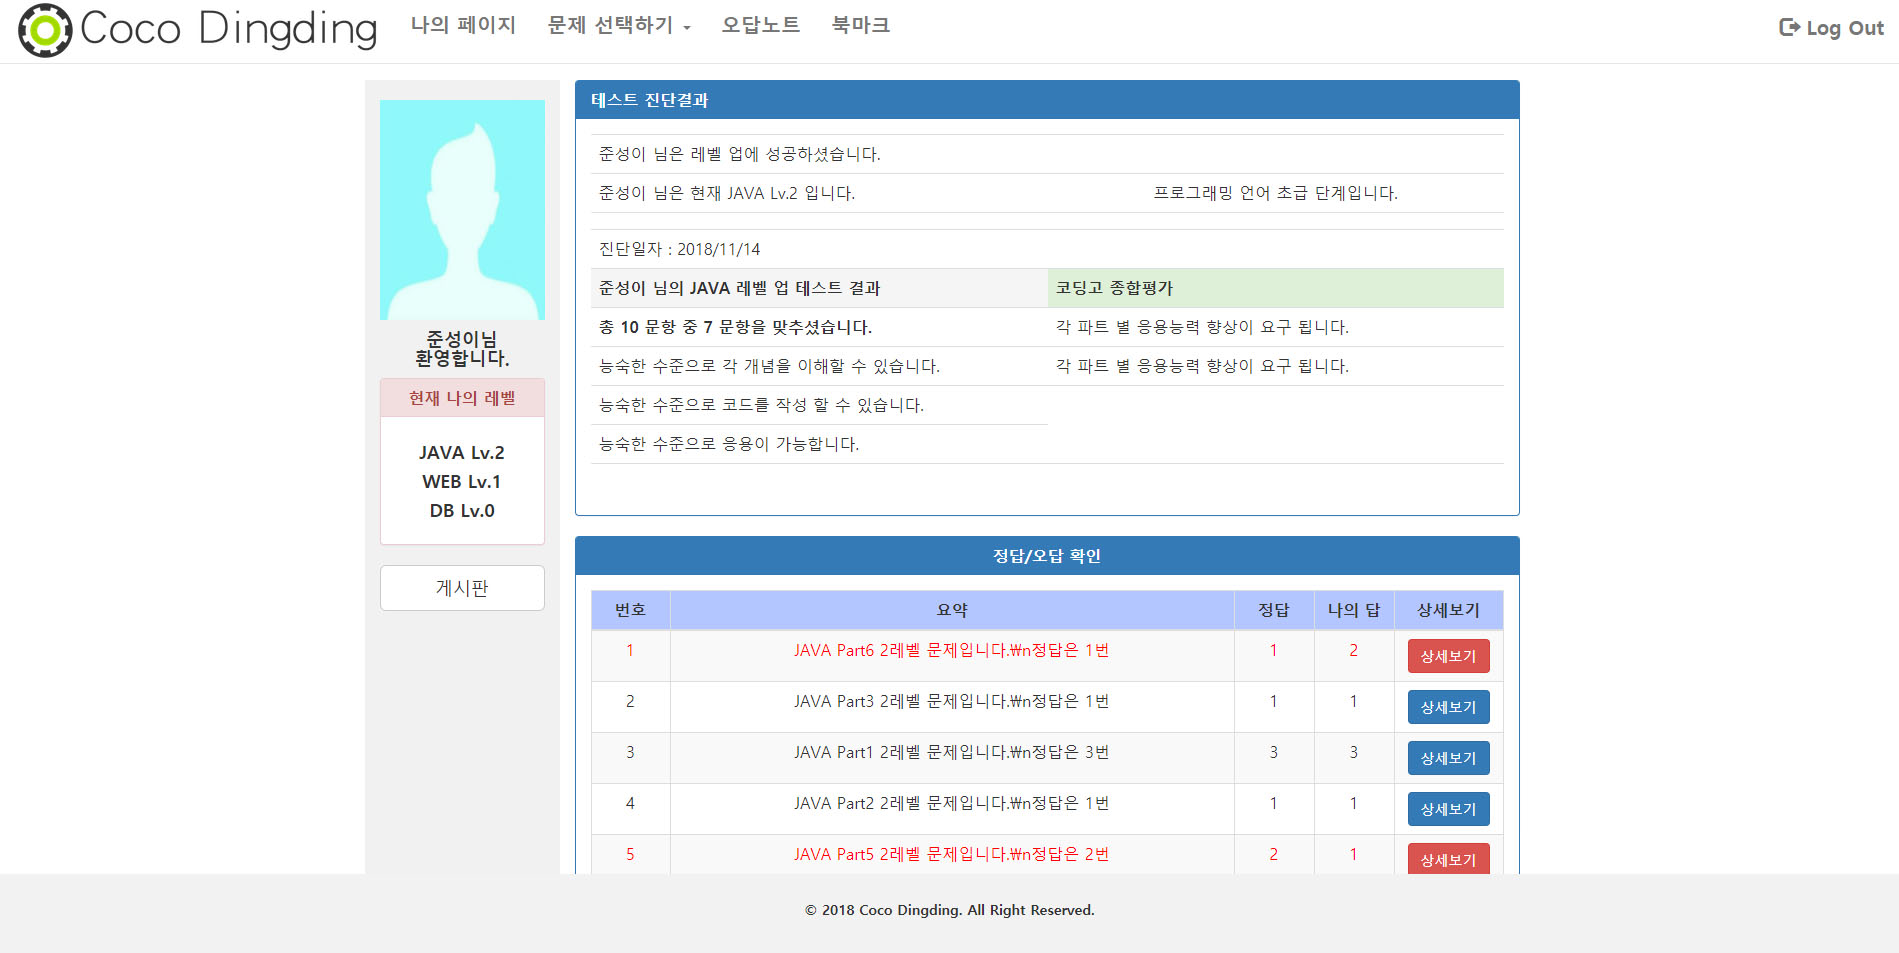 Coco Dingding 나의 페이지 문제 선택하기 오답노트 북마크 Log Out
준성이님
환영합니다.
현재 나의 레벨
JAVA Lv.2
WEB Lv.1
DB Lv.0
게시판
테스트 진단결과
준성이 님은 레벨 업에 성공하셨습니다.
준성이 님은 현재 JAVA Lv.2 입니다. 프로그래밍 언어 초급 단계입니다.
진단일자 : 2018/11/14
준성이 님의 JAVA 레벨 업 테스트 결과 코딩고 종합평가
총 10 문항 중 7 문항을 맞추셨습니다. 각 파트 별 응용능력 향상이 요구 됩니다.
능숙한 수준으로 각 개념을 이해할 수 있습니다. 각 파트 별 응용능력 향상이 요구 됩니다.
능숙한 수준으로 코드를 작성 할 수 있습니다.
능숙한 수준으로 응용이 가능합니다.
정답/오답 확인
번호 요약 정답 나의 답 상세보기
1 JAVA Part6 2레벨 문제입니다.₩n정답은 1번 1 2 상세보기
2 JAVA Part3 2레벨 문제입니다.₩n정답은 1번 1 1 상세보기
3 JAVA Part1 2레벨 문제입니다.₩n정답은 3번 3 3 상세보기
4 JAVA Part2 2레벨 문제입니다.₩n정답은 1번 1 1 상세보기
5 JAVA Part5 2레벨 문제입니다.₩n정답은 2번 2 1 상세보기
© 2018 Coco Dingding. All Right Reserved.